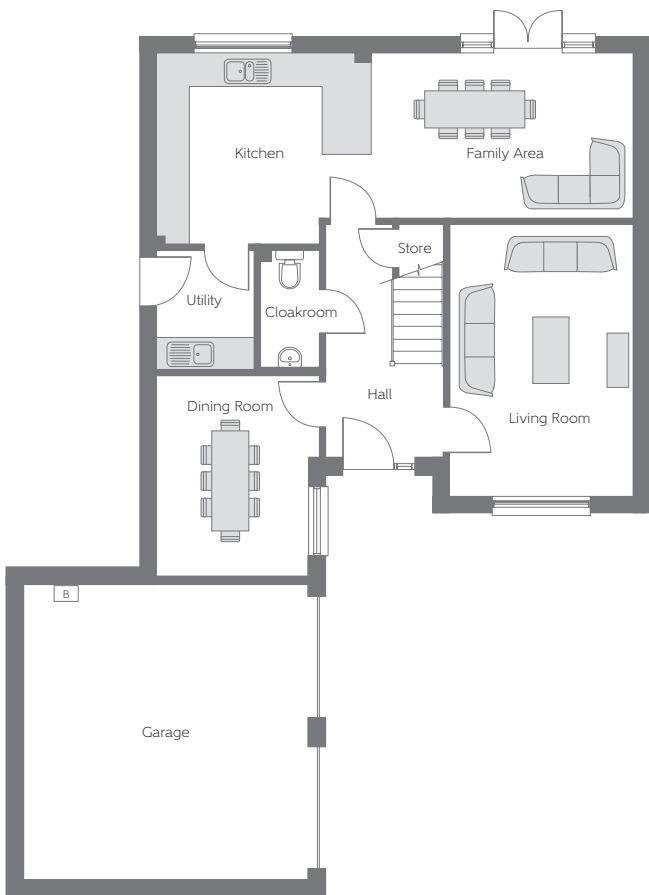 Kitchen
Family Area
Store
Utility
Cloakroom
Hall
Dining Room
Living Room
B
Garage